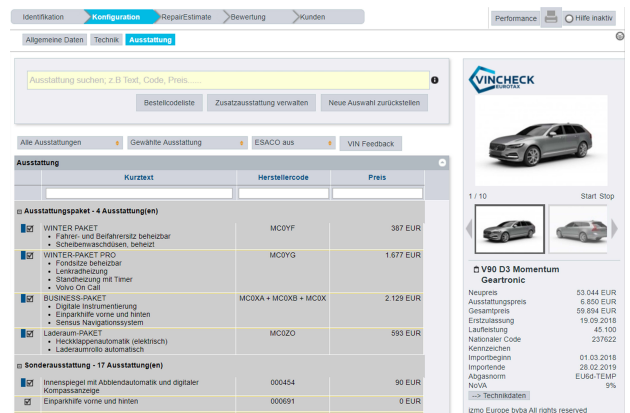 Identifikation Konfiguration RepairEstimate Bewertung Kunden
Performance Hilfe inaktiv
Allgemeine Daten Technik Ausstattung
Ausstattung suchen; z.B Text, Code, Preis......
Bestellcodeliste Zusatzausstattung verwalten Neue Auswahl zurückstellen
Alle Ausstattungen Gewählte Ausstattung ESACO aus VIN Feedback
Ausstattung
Kurztext Herstellercode Preis
Ausstattungspaket - 4 Ausstattung(en)
WINTER PAKET MC0YF 387 EUR
• Fahrer- und Beifahrersitz beheizbar
• Scheibenwaschdüsen, beheizt
WINTER-PAKET PRO MC0YG 1.677 EUR
• Fondsitze beheizbar
• Lenkradheizung
• Standheizung mit Timer
• Volvo On Call
BUSINESS-PAKET MC0XA + MC0XB + MC0X 2.129 EUR
• Digitale Instrumentierung
• Einparkhilfe vorne und hinten
• Sensus Navigationssystem
Laderaum-PAKET MC0ZO 593 EUR
• Heckklappenautomatik (elektrisch)
• Laderaumrollo automatisch
Sonderausstattung - 17 Ausstattung(en)
Innenspiegel mit Abblendautomatik und digitaler 000454 90 EUR
Kompassanzeige
Einparkhilfe vorne und hinten 000691 0 EUR
VINCHECK
EUROTAX
1 / 10 Start Stop
V90 D3 Momentum
Geartronic
Neupreis 53.044 EUR
Ausstattungspreis 6.850 EUR
Gesamtpreis 59.894 EUR
Erstzulassung 19.09.2018
Laufleistung 45.100
Nationaler Code 237622
Kennzeichen
Importbeginn 01.03.2018
Importende 28.02.2019
Abgasnorm EU6d-TEMP
NoVA 9%
--> Technikdaten
izmo Europe bvba All rights reserved